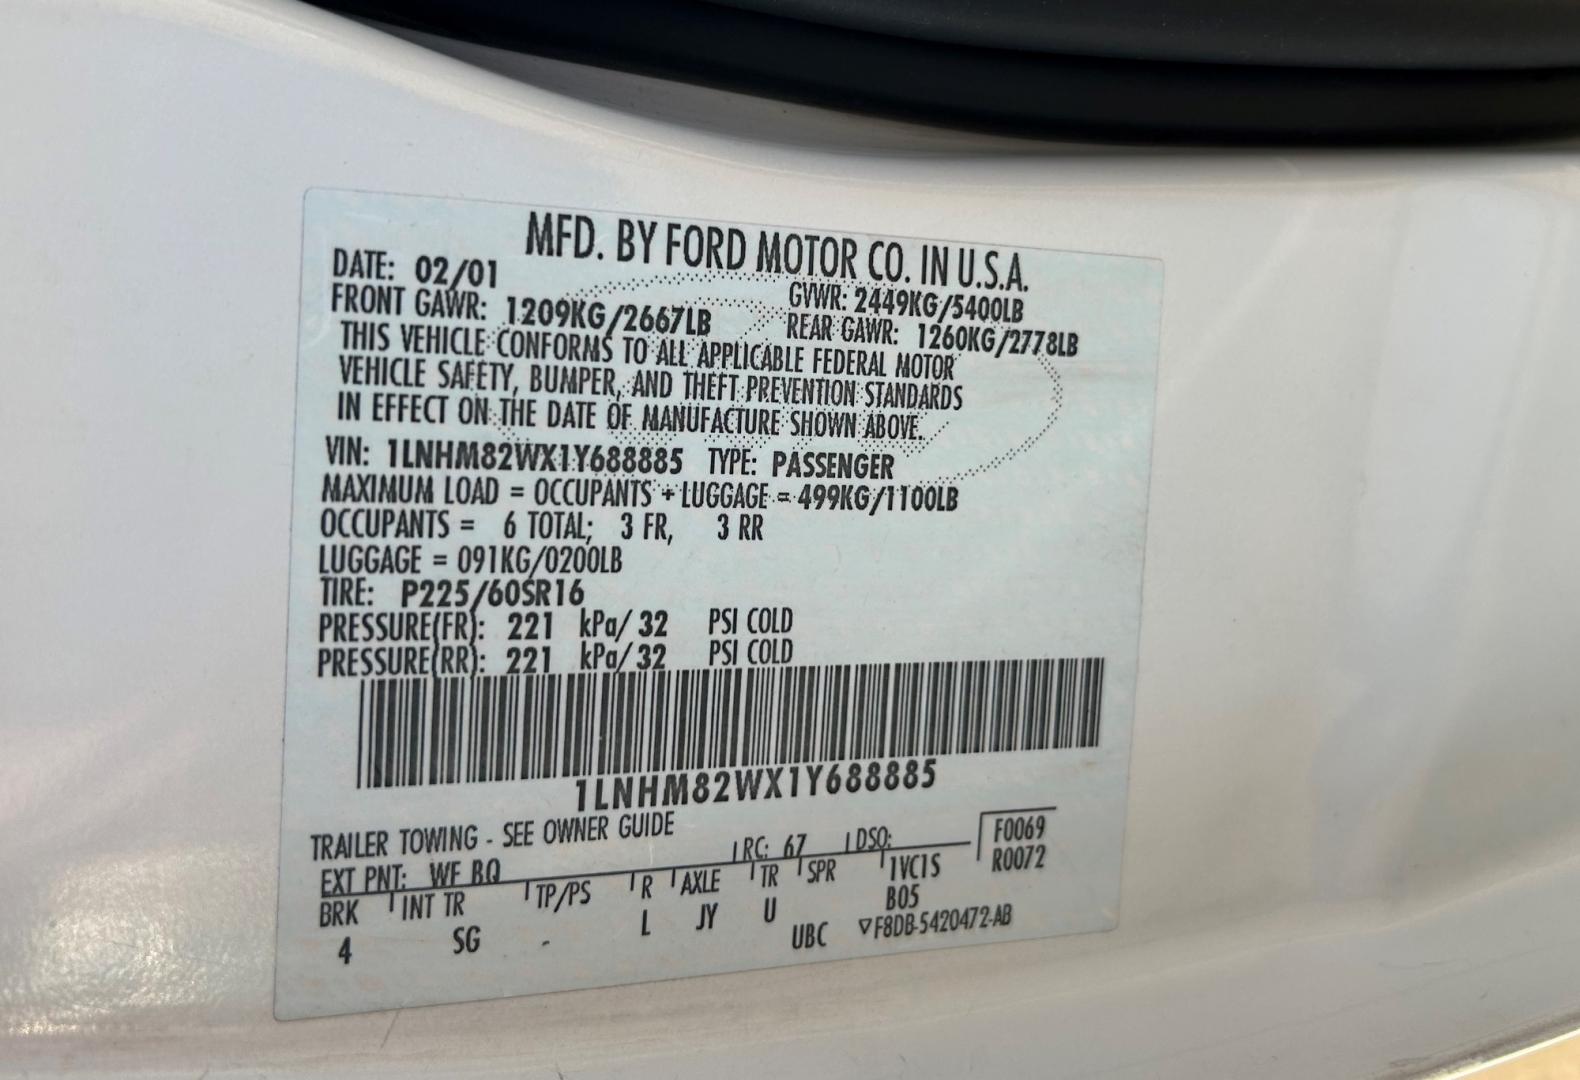 MFD. BY FORD MOTOR CO. IN U.S.A.
DATE: 02/01 GVWR: 2449KG/5400LB
FRONT GAWR: 1209KG/2667LB REAR GAWR: 1260KG/2778LB
THIS VEHICLE CONFORMS TO ALL APPLICABLE FEDERAL MOTOR
VEHICLE SAFETY, BUMPER, AND THEFT PREVENTION STANDARDS
IN EFFECT ON THE DATE OF MANUFACTURE SHOWN ABOVE.
VIN: 1LNHM82WX1Y688885 TYPE: PASSENGER
MAXIMUM LOAD = OCCUPANTS + LUGGAGE = 499KG/1100LB
OCCUPANTS = 6 TOTAL; 3 FR, 3 RR
LUGGAGE = 091KG/0200LB
TIRE: P225/60SR16
PRESSURE(FR): 221 kPa/ 32 PSI COLD
PRESSURE(RR): 221 kPa/ 32 PSI COLD
1LNHM82WX1Y688885
TRAILER TOWING - SEE OWNER GUIDE
EXT PNT: WF BQ RC: 67 DSO: F0069
R0072
BRK INT TR TP/PS R AXLE TR SPR 1VC1S
4 SG - L JY U UBC B05
▽F8DB-5420472-AB